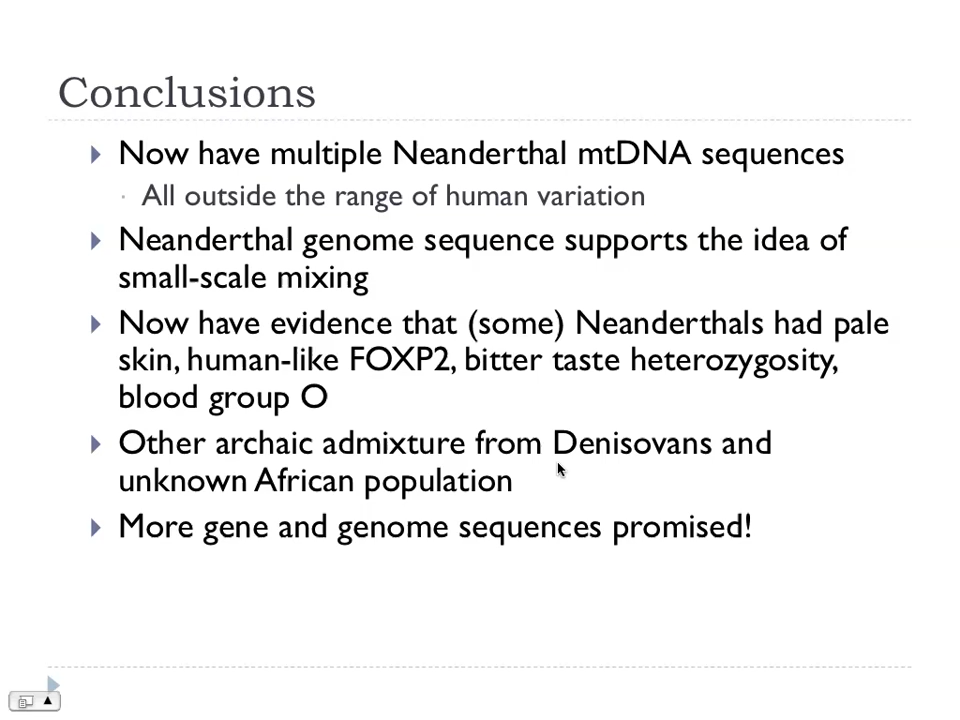 Conclusions
Now have multiple Neanderthal mtDNA sequences
All outside the range of human variation
Neanderthal genome sequence supports the idea of
small-scale mixing
Now have evidence that (some) Neanderthals had pale
skin, human-like FOXP2, bitter taste heterozygosity,
blood group O
Other archaic admixture from Denisovans and
unknown African population
More gene and genome sequences promised!